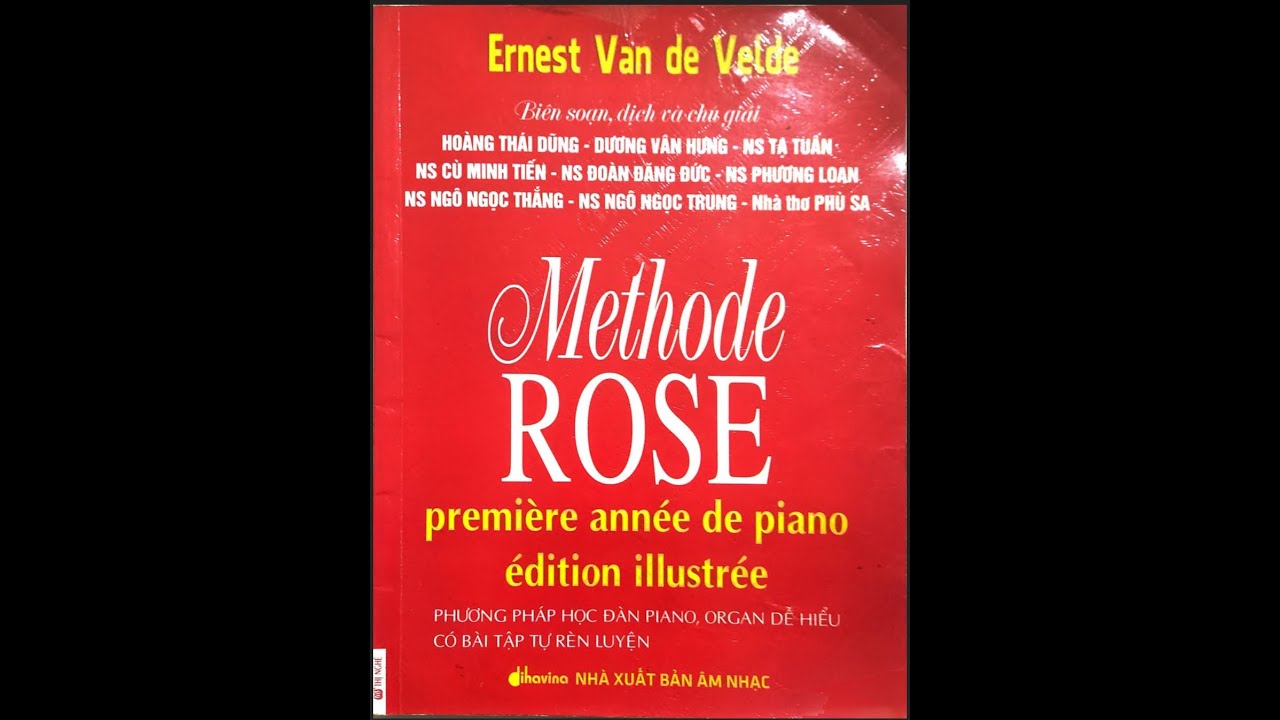 Ernest Van de Velde
Biên soạn, dịch và chú giải
HOÀNG THÁI DŨNG - DƯƠNG VĂN HƯNG - NS TẠ TUẤN
NS CÙ MINH TIẾN - NS ĐOÀN ĐĂNG ĐỨC - NS PHƯƠNG LOAN
NS NGÔ NGỌC THẮNG - NS NGÔ NGỌC TRUNG - Nhà thơ PHÙ SA
Methode
ROSE
première année de piano
édition illustrée
PHƯƠNG PHÁP HỌC ĐÀN PIANO, ORGAN DỄ HIỂU
CÓ BÀI TẬP TỰ RÈN LUYỆN
dihavina NHÀ XUẤT BẢN ÂM NHẠC
THỊ NGHÈ